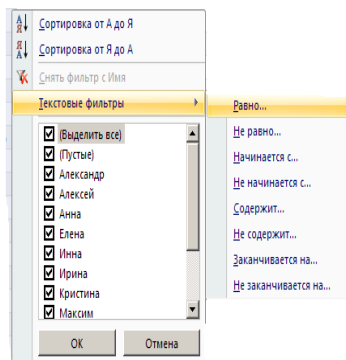 Сортировка от А до Я
Сортировка от Я до А
Снять фильтр с Имя
Текстовые фильтры
(Выделить все)
(Пустые)
Александр
Алексей
Анна
Елена
Инна
Ирина
Кристина
Максим
ОК
Отмена
Равно...
Не равно...
Начинается с...
Не начинается с...
Содержит...
Не содержит...
Заканчивается на...
Не заканчивается на...